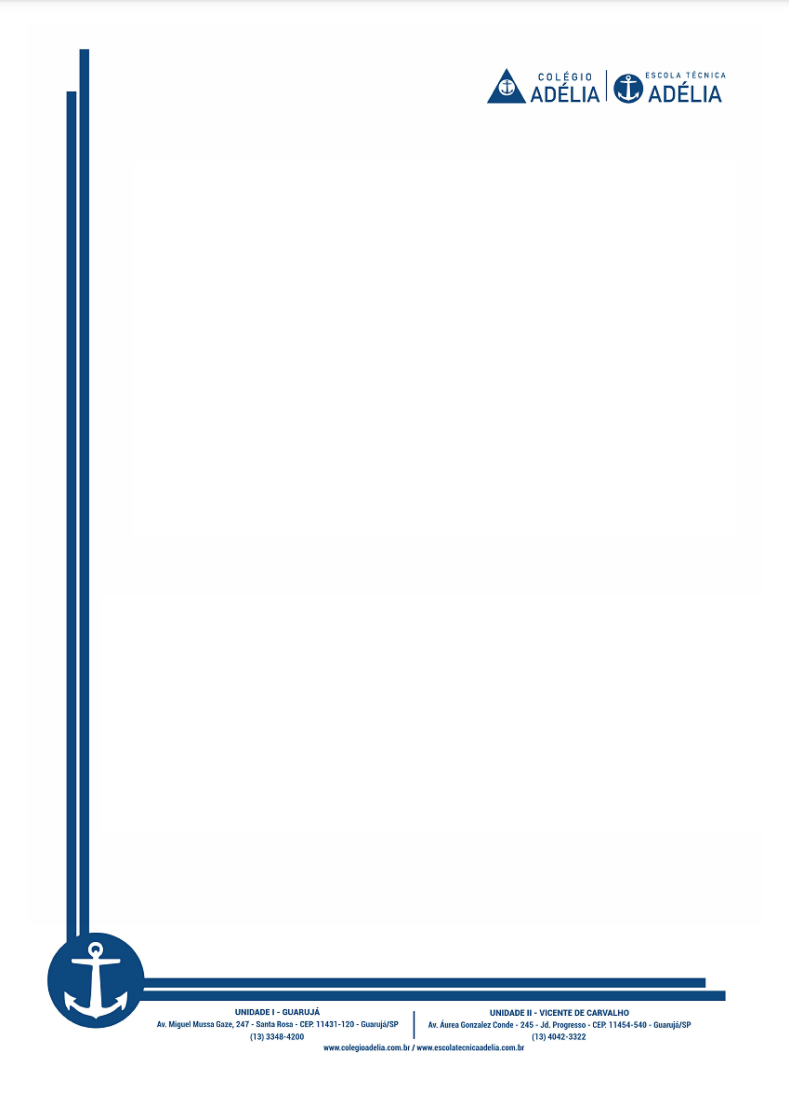 COLÉGIO
ADÉLIA
ESCOLA TÉCNICA
ADÉLIA
UNIDADE I - GUARUJÁ
Av. Miguel Mussa Gaze, 247 - Santa Rosa - CEP. 11431-120 - Guarujá/SP
(13) 3348-4200
UNIDADE II - VICENTE DE CARVALHO
Av. Áurea Gonzalez Conde - 245 - Jd. Progresso - CEP. 11454-540 - Guarujá/SP
(13) 4042-3322
www.colegioadelia.com.br / www.escolatecnicaadelia.com.br